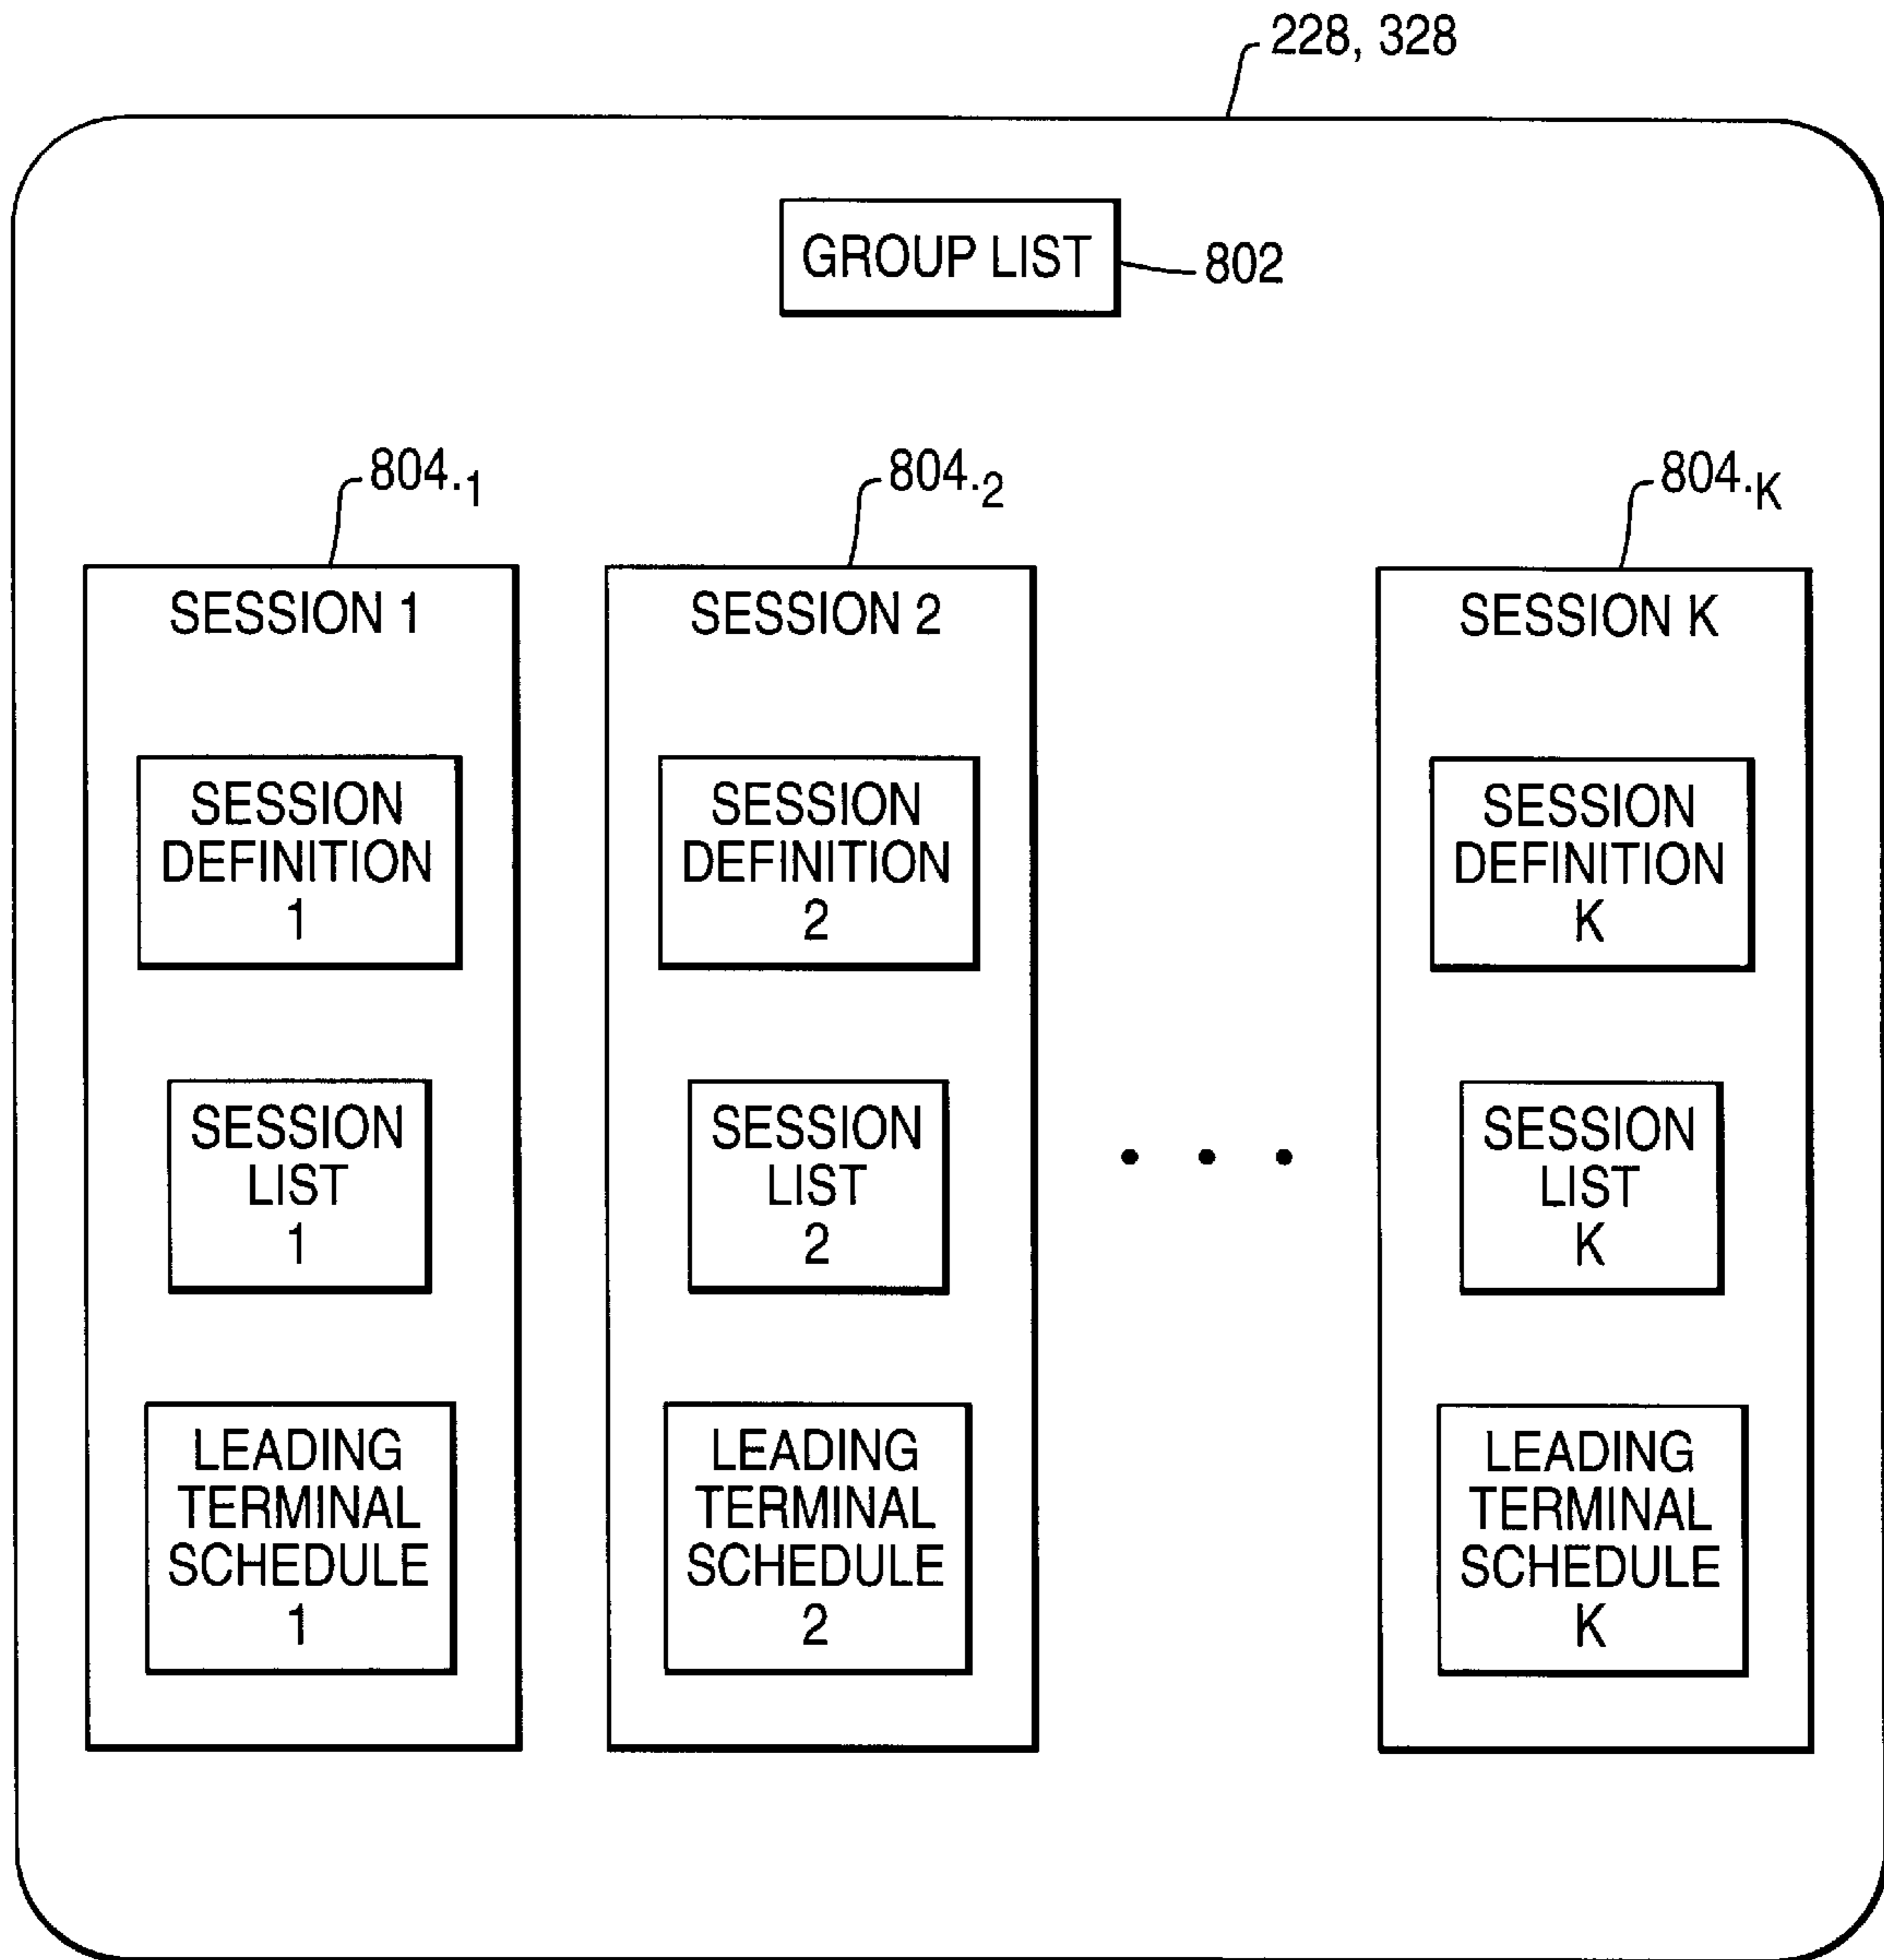 228, 328
GROUP LIST
802
804.1
804.2
804.K
SESSION 1
SESSION
DEFINITION
1
SESSION
LIST
1
LEADING
TERMINAL
SCHEDULE
1
SESSION 2
SESSION
DEFINITION
2
SESSION
LIST
2
LEADING
TERMINAL
SCHEDULE
2
• • •
SESSION K
SESSION
DEFINITION
K
SESSION
LIST
K
LEADING
TERMINAL
SCHEDULE
K